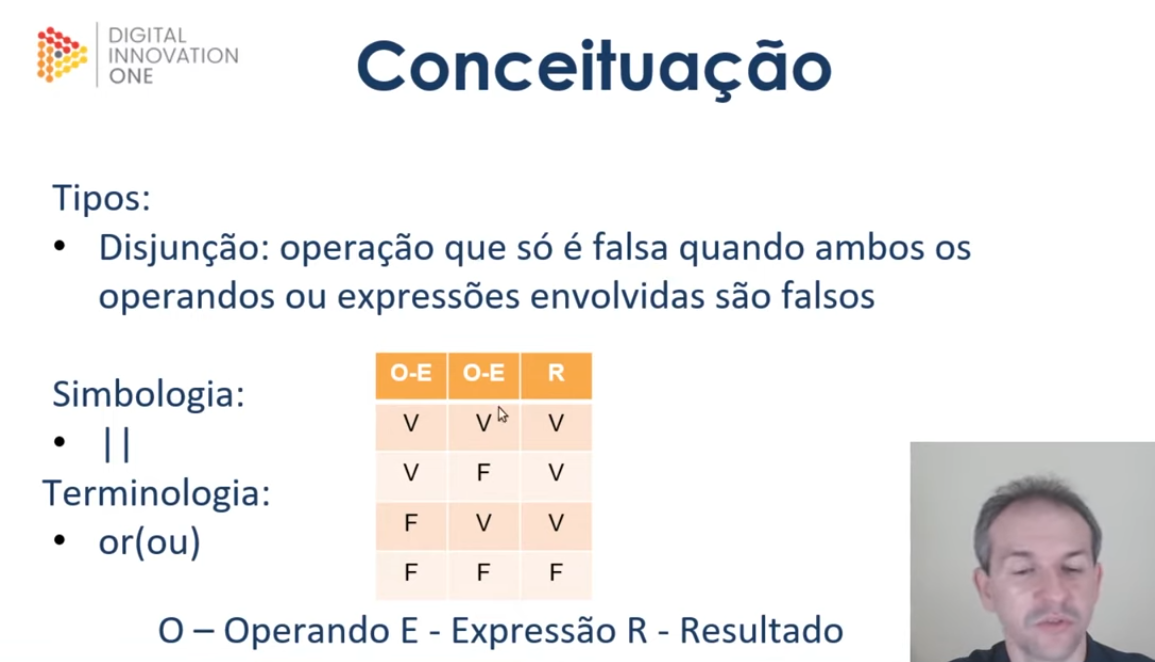 DIGITAL
INNOVATION
ONE
Conceituação
Tipos:
• Disjunção: operação que só é falsa quando ambos os
operandos ou expressões envolvidas são falsos
Simbologia:
• ||
Terminologia:
• or(ou)
O-E O-E R
V V V
V F V
F V V
F F F
O – Operando E - Expressão R - Resultado